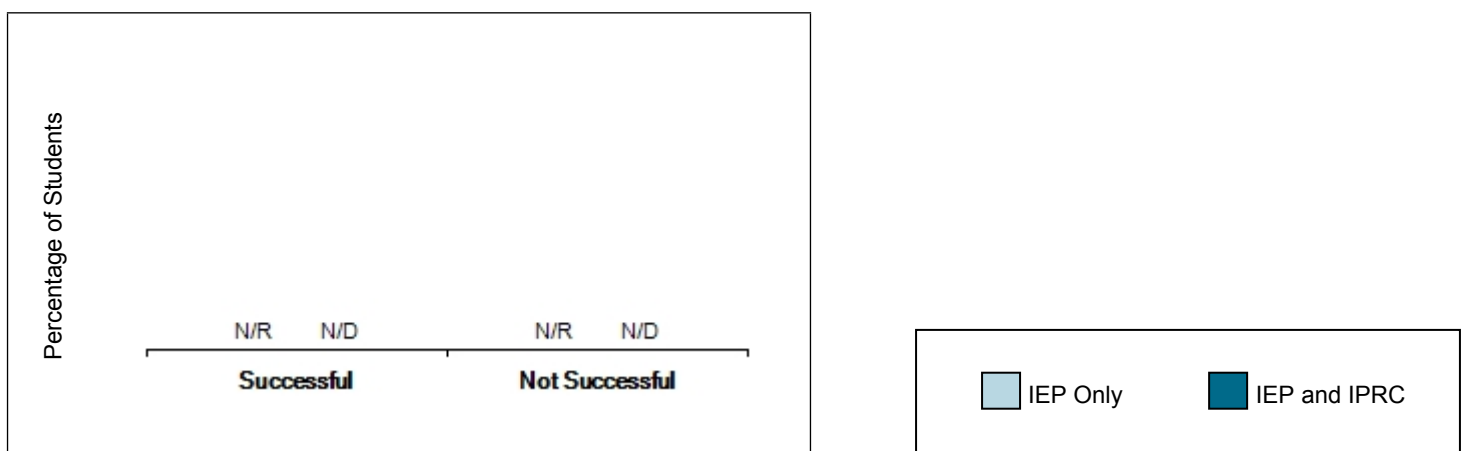 Percentage of Students
N/R N/D N/R N/D
Successful Not Successful
IEP Only IEP and IPRC